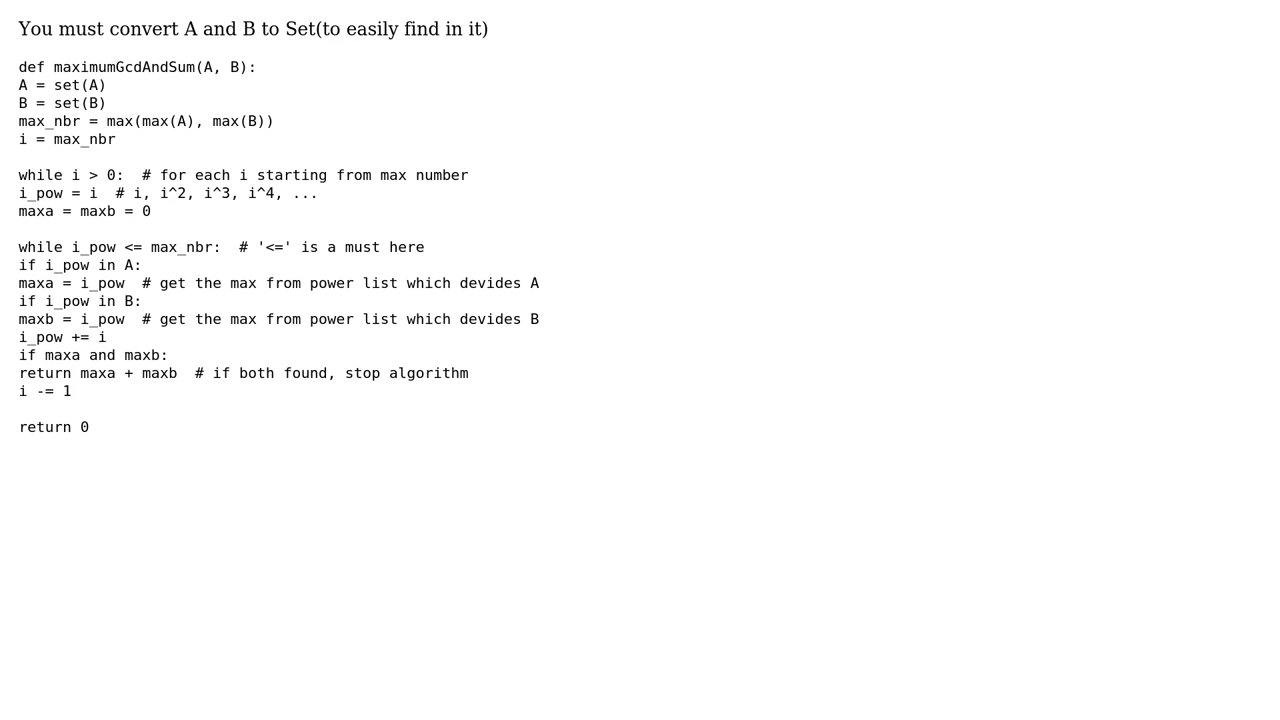 You must convert A and B to Set(to easily find in it)
def maximumGcdAndSum(A, B):
A = set(A)
B = set(B)
max_nbr = max(max(A), max(B))
i = max_nbr
while i > 0:  # for each i starting from max number
i_pow = i  # i, i^2, i^3, i^4, ...
maxa = maxb = 0
while i_pow <= max_nbr:  # '<=' is a must here
if i_pow in A:
maxa = i_pow  # get the max from power list which devides A
if i_pow in B:
maxb = i_pow  # get the max from power list which devides B
i_pow += i
if maxa and maxb:
return maxa + maxb  # if both found, stop algorithm
i -= 1
return 0